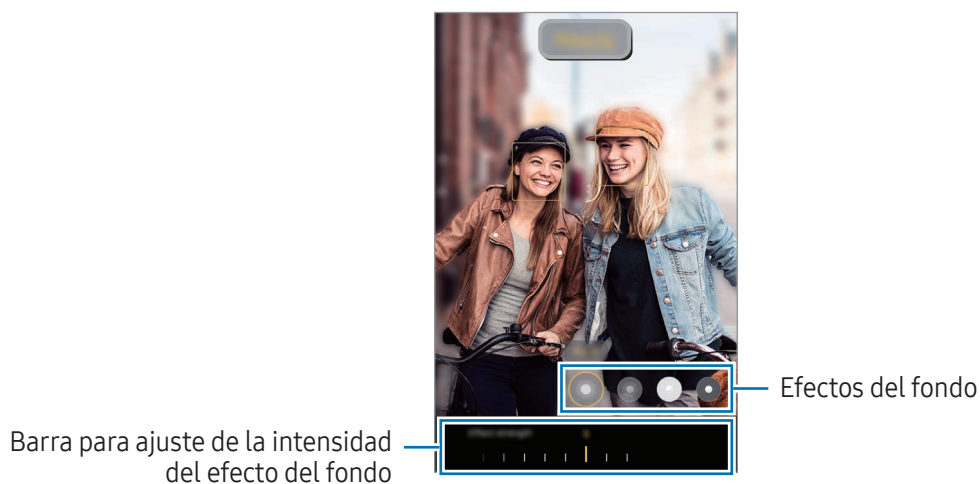 Efectos del fondo
Barra para ajuste de la intensidad
del efecto del fondo